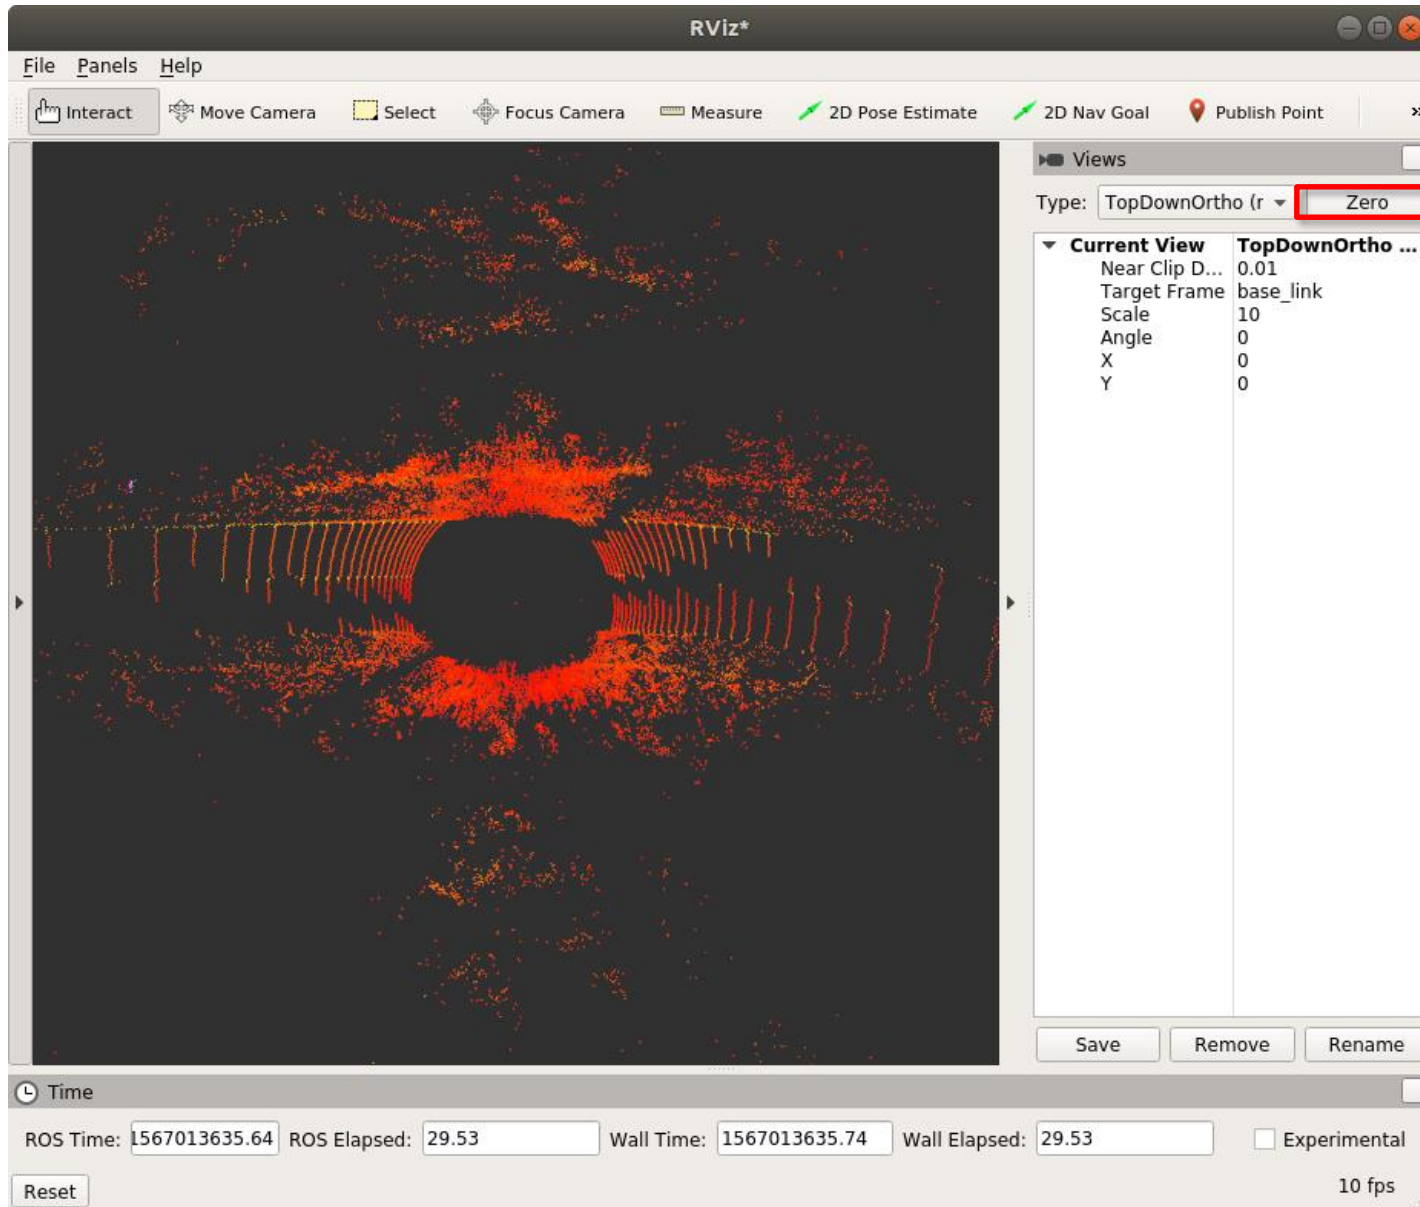 RViz*
File Panels Help
Interact Move Camera Select Focus Camera Measure 2D Pose Estimate 2D Nav Goal Publish Point »
Views
Type: TopDownOrtho (r Zero
Current View TopDownOrtho ...
Near Clip D... 0.01
Target Frame base_link
Scale 10
Angle 0
X 0
Y 0
Save Remove Rename
Time
ROS Time: 1567013635.64 ROS Elapsed: 29.53 Wall Time: 1567013635.74 Wall Elapsed: 29.53 Experimental
Reset 10 fps